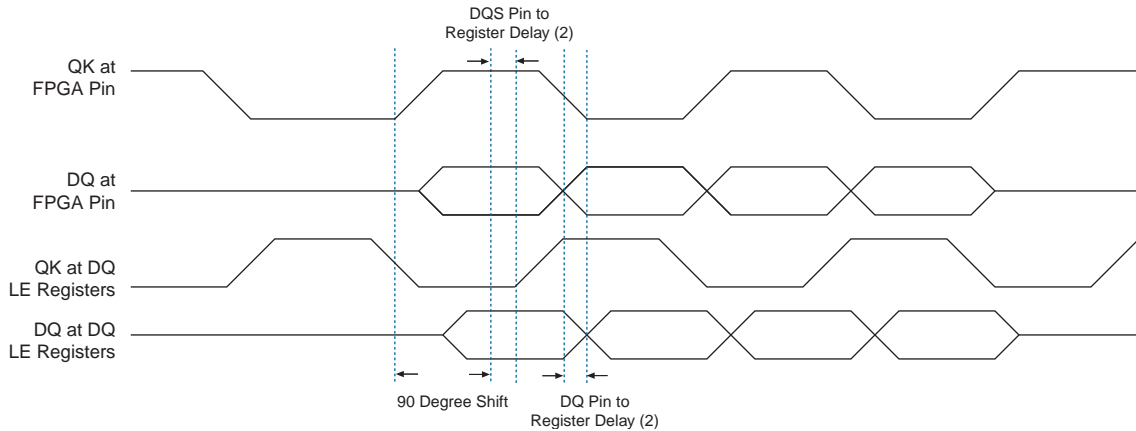 DQS Pin to
Register Delay (2)
QK at
FPGA Pin
DQ at
FPGA Pin
QK at DQ
LE Registers
DQ at DQ
LE Registers
90 Degree Shift
DQ Pin to
Register Delay (2)